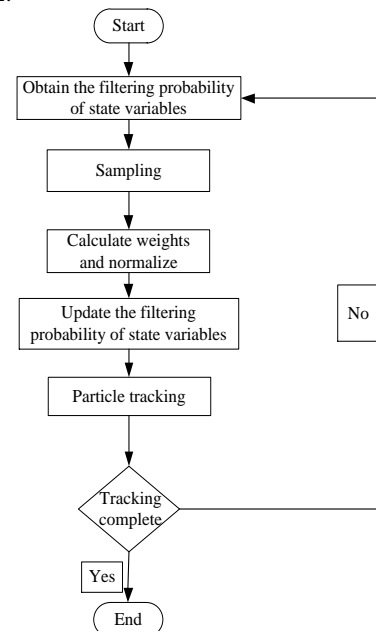 Start
Obtain the filtering probability
of state variables
Sampling
Calculate weights
and normalize
Update the filtering
probability of state variables
No
Particle tracking
Tracking
complete
Yes
End